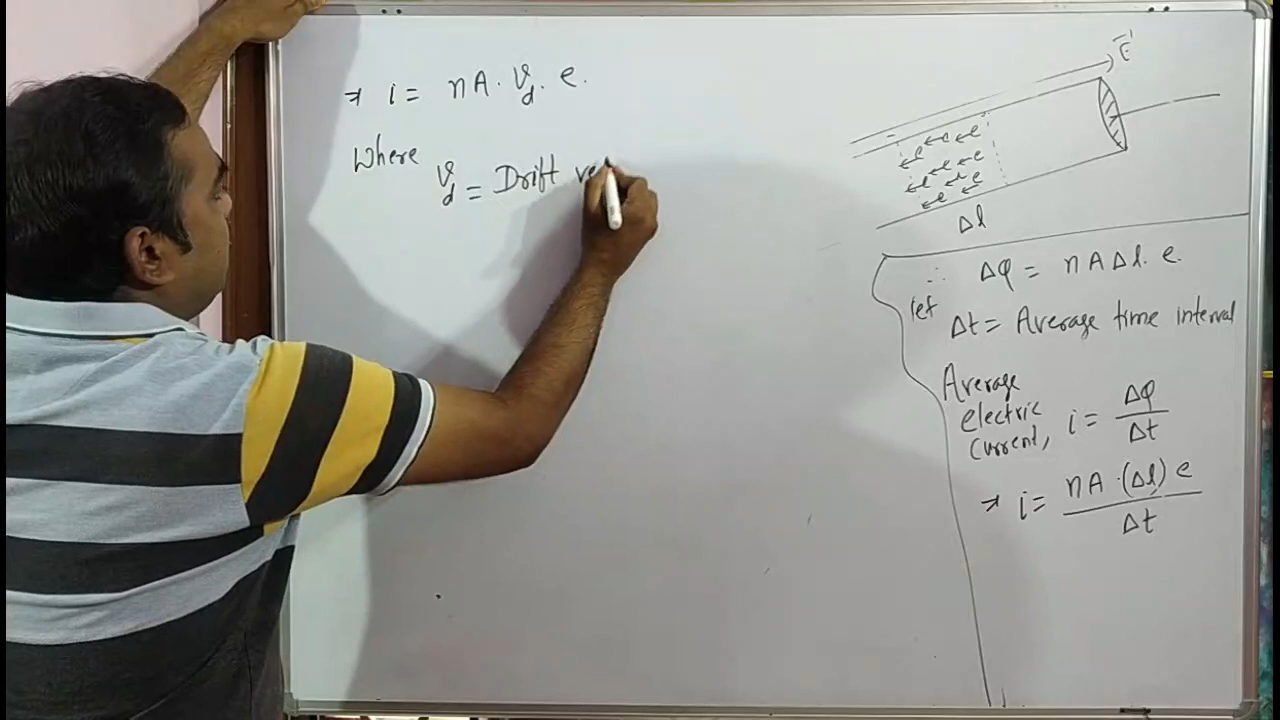 ⇒ i = nA · v_d · e.
Where
v_d = Drift ve
E⃗
e e e
e e e
e e e
Δl
∴ ΔQ = nAΔl. e.
let
Δt = Average time interval
Average
electric
current, i = ΔQ/Δt
⇒ i = nA·(Δl) e/Δt